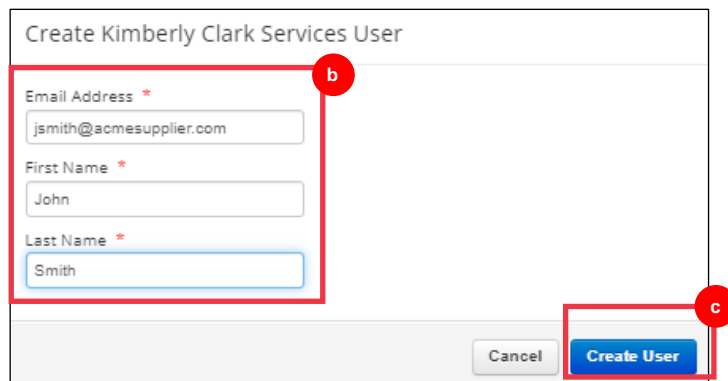 Create Kimberly Clark Services User
b
Email Address *
jsmith@acmesupplier.com
First Name *
John
Last Name *
Smith
c
Cancel
Create User